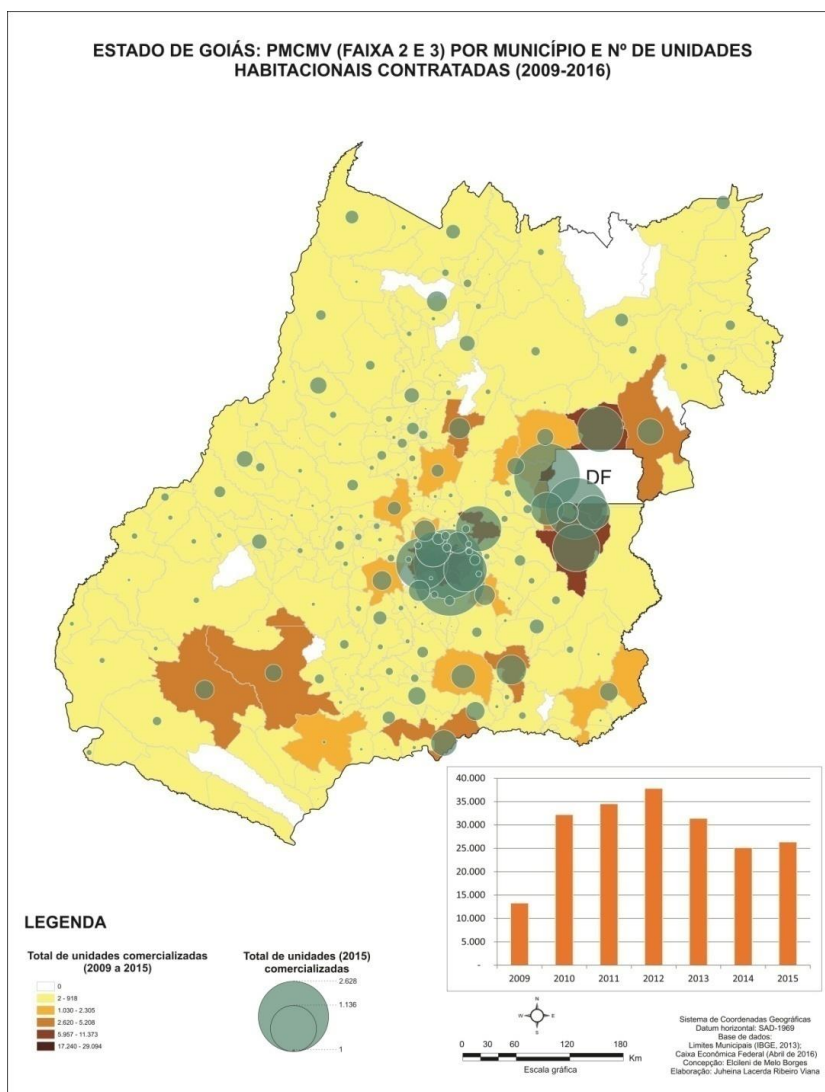 ESTADO DE GOIÁS: PMCMV (FAIXA 2 E 3) POR MUNICÍPIO E Nº DE UNIDADES
HABITACIONAIS CONTRATADAS (2009-2016)
DF
40.000
35.000
30.000
25.000
20.000
15.000
10.000
5.000
-
2009 2010 2011 2012 2013 2014 2015
LEGENDA
Total de unidades comercializadas
(2009 a 2015)
0
2 - 918
1.030 - 2.305
2.620 - 5.208
5.957 - 11.373
17.240 - 29.094
Total de unidades (2015)
comercializadas
2.628
1.136
1
N
W E
S
0 30 60 120 180
Km
Escala gráfica
Sistema de Coordenadas Geográficas
Datum horizontal: SAD-1969
Base de dados:
Limites Municipais (IBGE, 2013);
Caixa Econômica Federal (Abril de 2016)
Concepção: Elcileni de Melo Borges
Elaboração: Juheina Lacerda Ribeiro Viana